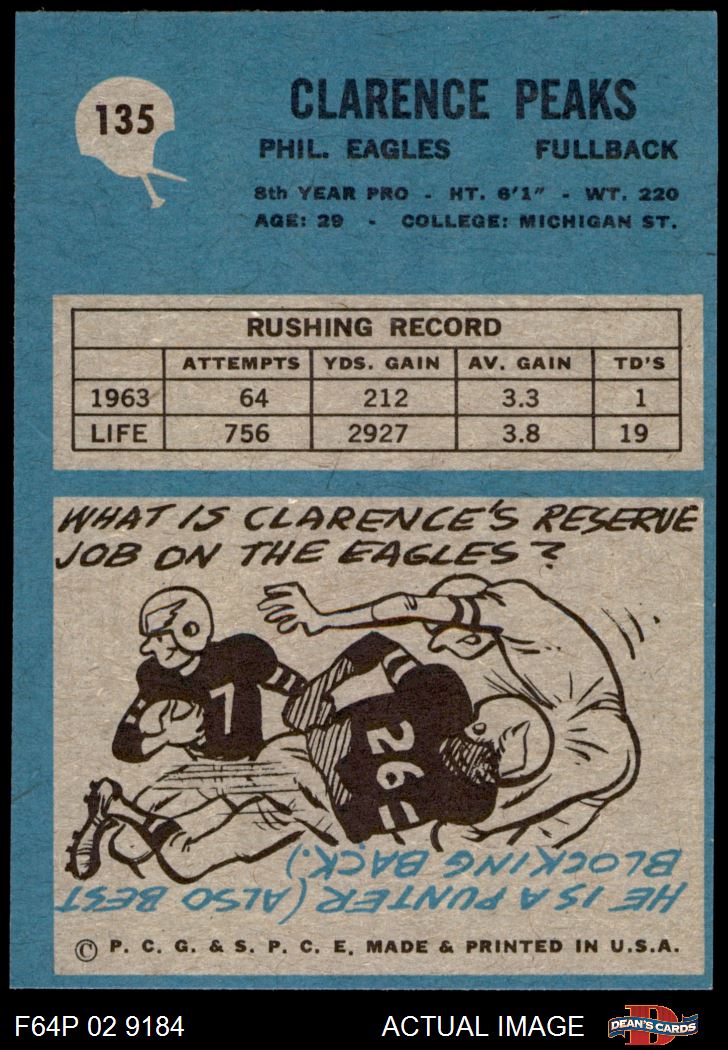 135
CLARENCE PEAKS
PHIL. EAGLES FULLBACK
8th YEAR PRO - HT. 6'1" - WT. 220
AGE: 29 - COLLEGE: MICHIGAN ST.
RUSHING RECORD
ATTEMPTS YDS. GAIN AV. GAIN TD'S
1963 64 212 3.3 1
LIFE 756 2927 3.8 19
WHAT IS CLARENCE'S RESERVE
JOB ON THE EAGLES?
7
26
HE IS A PUNTER (ALSO BEST
BLOCKING BACK.)
© P. C. G. & S. P. C. E. MADE & PRINTED IN U.S.A.
F64P 02 9184 ACTUAL IMAGE D DEAN'S CARDS